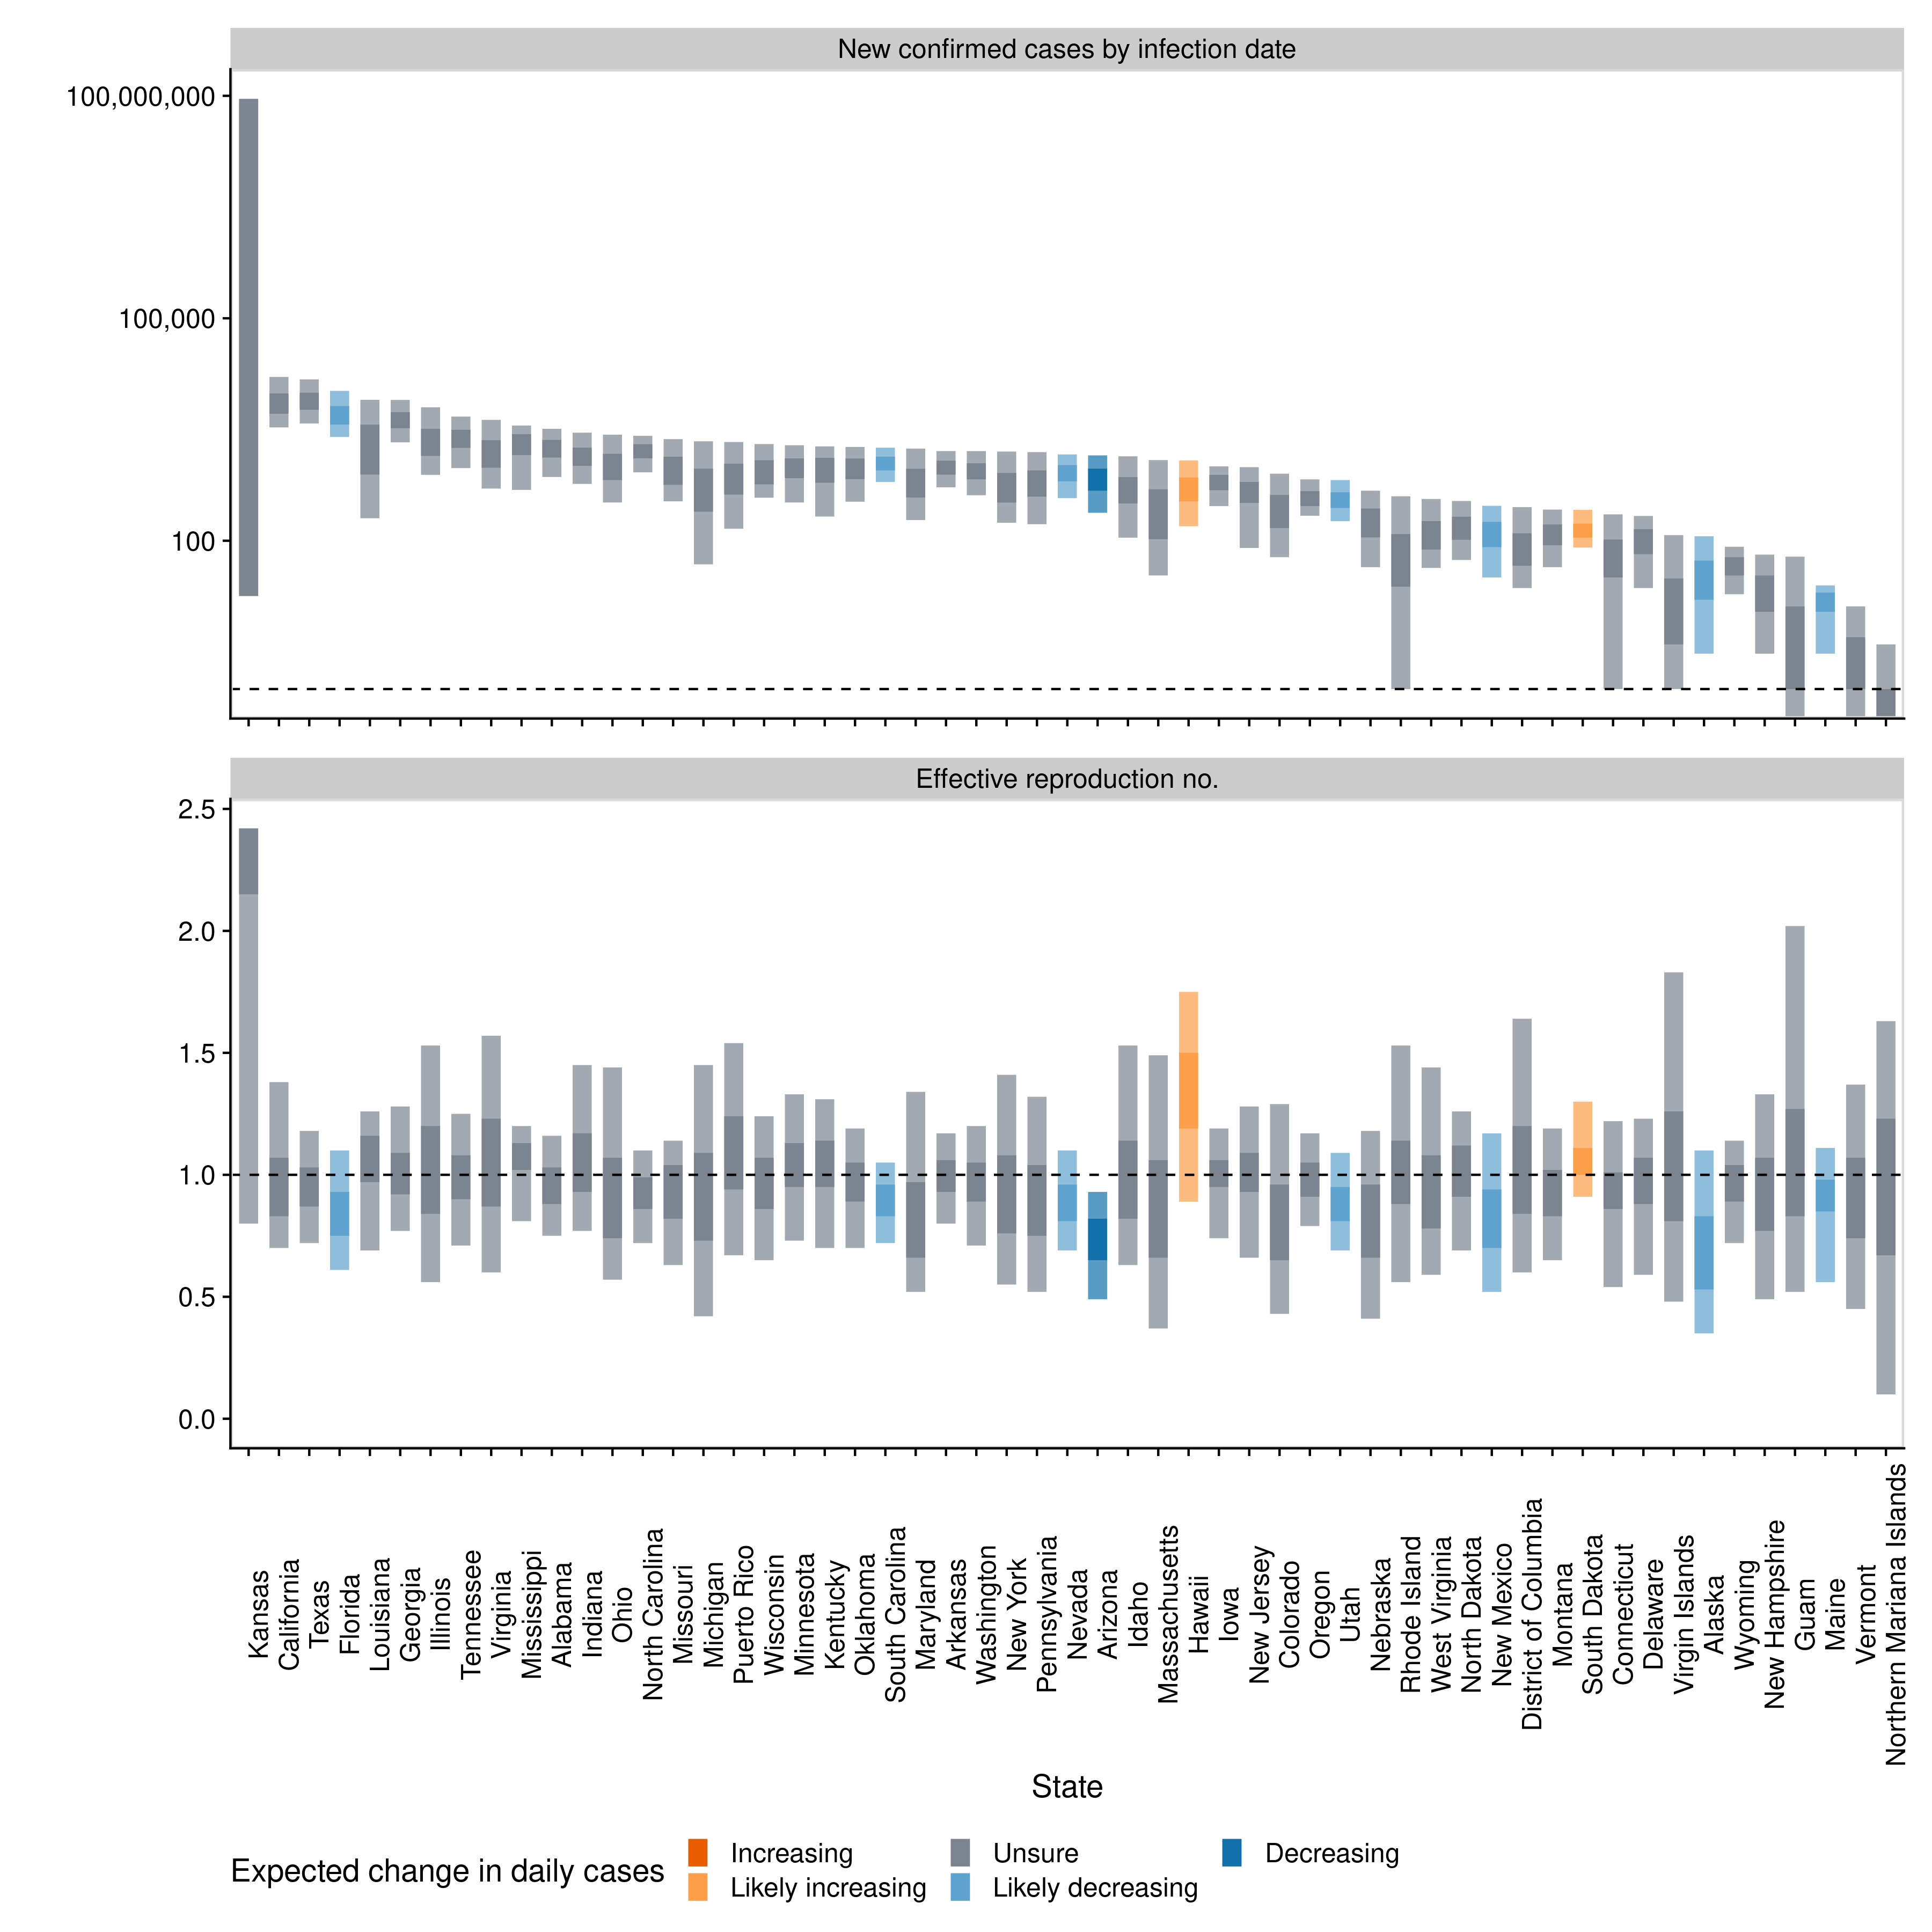 New confirmed cases by infection date
100,000,000
100,000
100
Effective reproduction no.
2.5
2.0
1.5
1.0
0.5
0.0
Kansas
California
Texas
Florida
Louisiana
Georgia
Illinois
Tennessee
Virginia
Mississippi
Alabama
Indiana
Ohio
North Carolina
Missouri
Michigan
Puerto Rico
Wisconsin
Minnesota
Kentucky
Oklahoma
South Carolina
Maryland
Arkansas
Washington
New York
Pennsylvania
Nevada
Arizona
Idaho
Massachusetts
Hawaii
Iowa
New Jersey
Colorado
Oregon
Utah
Nebraska
Rhode Island
West Virginia
North Dakota
New Mexico
District of Columbia
Montana
South Dakota
Connecticut
Delaware
Virgin Islands
Alaska
Wyoming
New Hampshire
Guam
Maine
Vermont
Northern Mariana Islands
State
Expected change in daily cases
Increasing
Likely increasing
Unsure
Likely decreasing
Decreasing